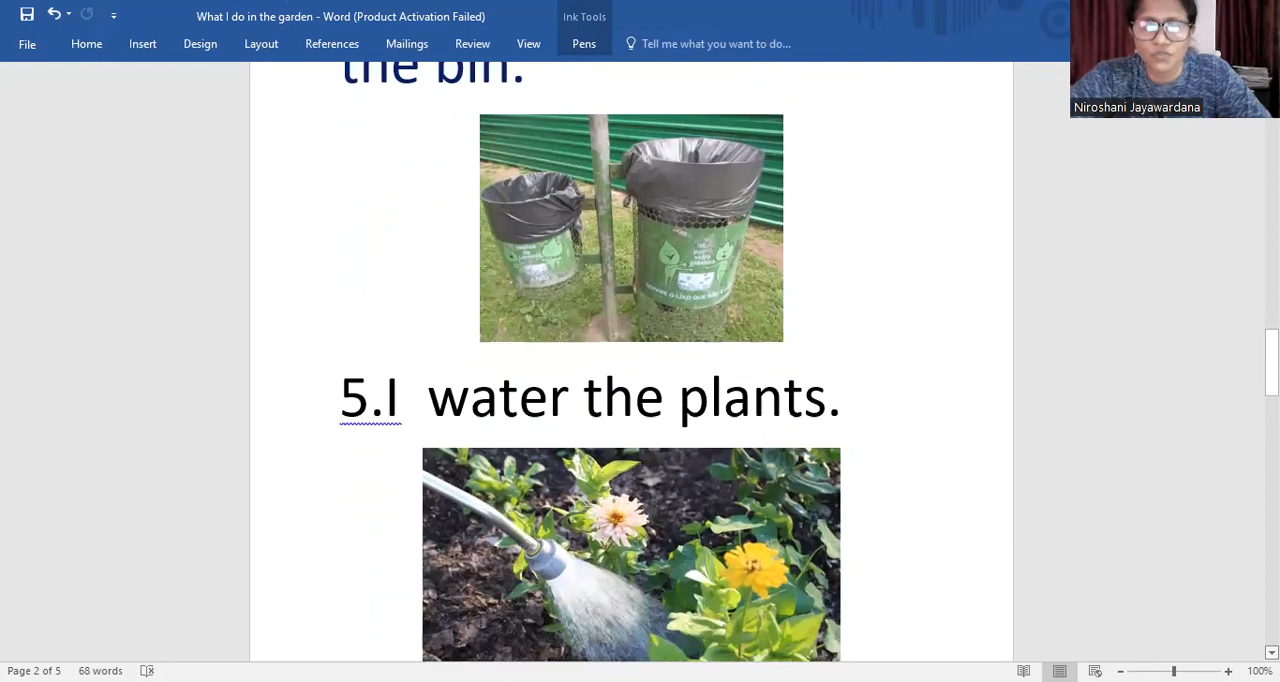 What I do in the garden - Word (Product Activation Failed)
Ink Tools
File Home Insert Design Layout References Mailings Review View Pens Tell me what you want to do...
Niroshani Jayawardana
the bin.
5.I water the plants.
Page 2 of 5 68 words
100%